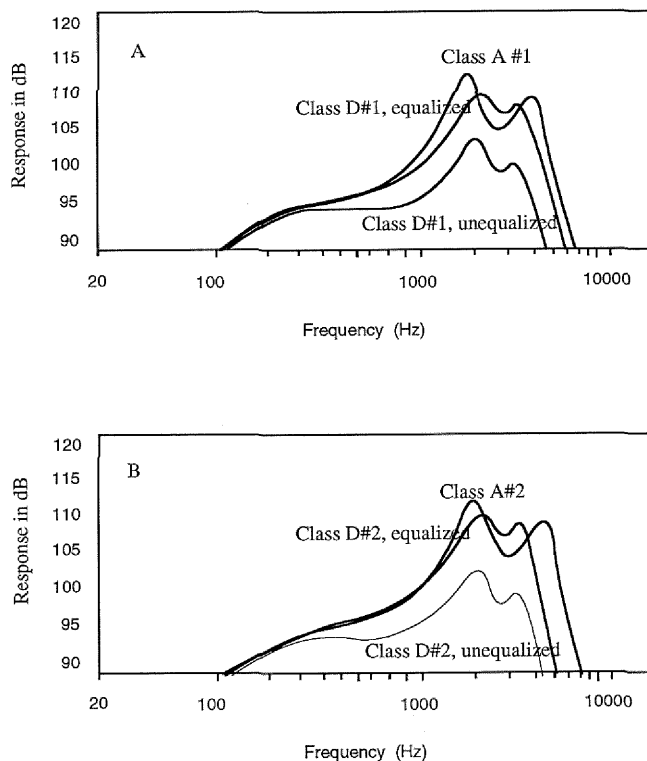 120
115
110
105
100
95
90
Response in dB
A
Class A #1
Class D#1, equalized
Class D#1, unequalized
20
100
1000
10000
Frequency (Hz)
120
115
110
105
100
95
90
Response in dB
B
Class A#2
Class D#2, equalized
Class D#2, unequalized
20
100
1000
10000
Frequency (Hz)